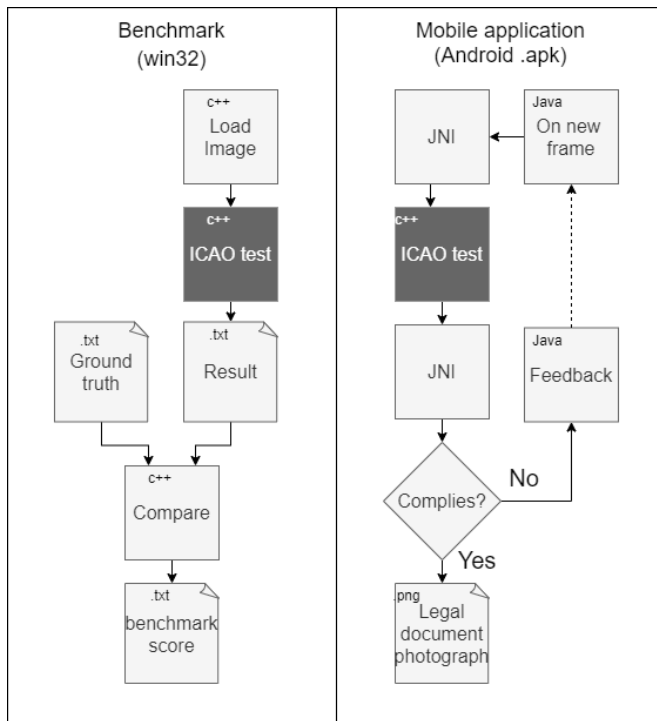 Benchmark
(win32)
c++
Load
Image
c++
ICAO test
.txt
Ground
truth
.txt
Result
c++
Compare
.txt
benchmark
score
Mobile application
(Android .apk)
JNI
Java
On new
frame
c++
ICAO test
JNI
Java
Feedback
Complies?
No
Yes
.png
Legal
document
photograph